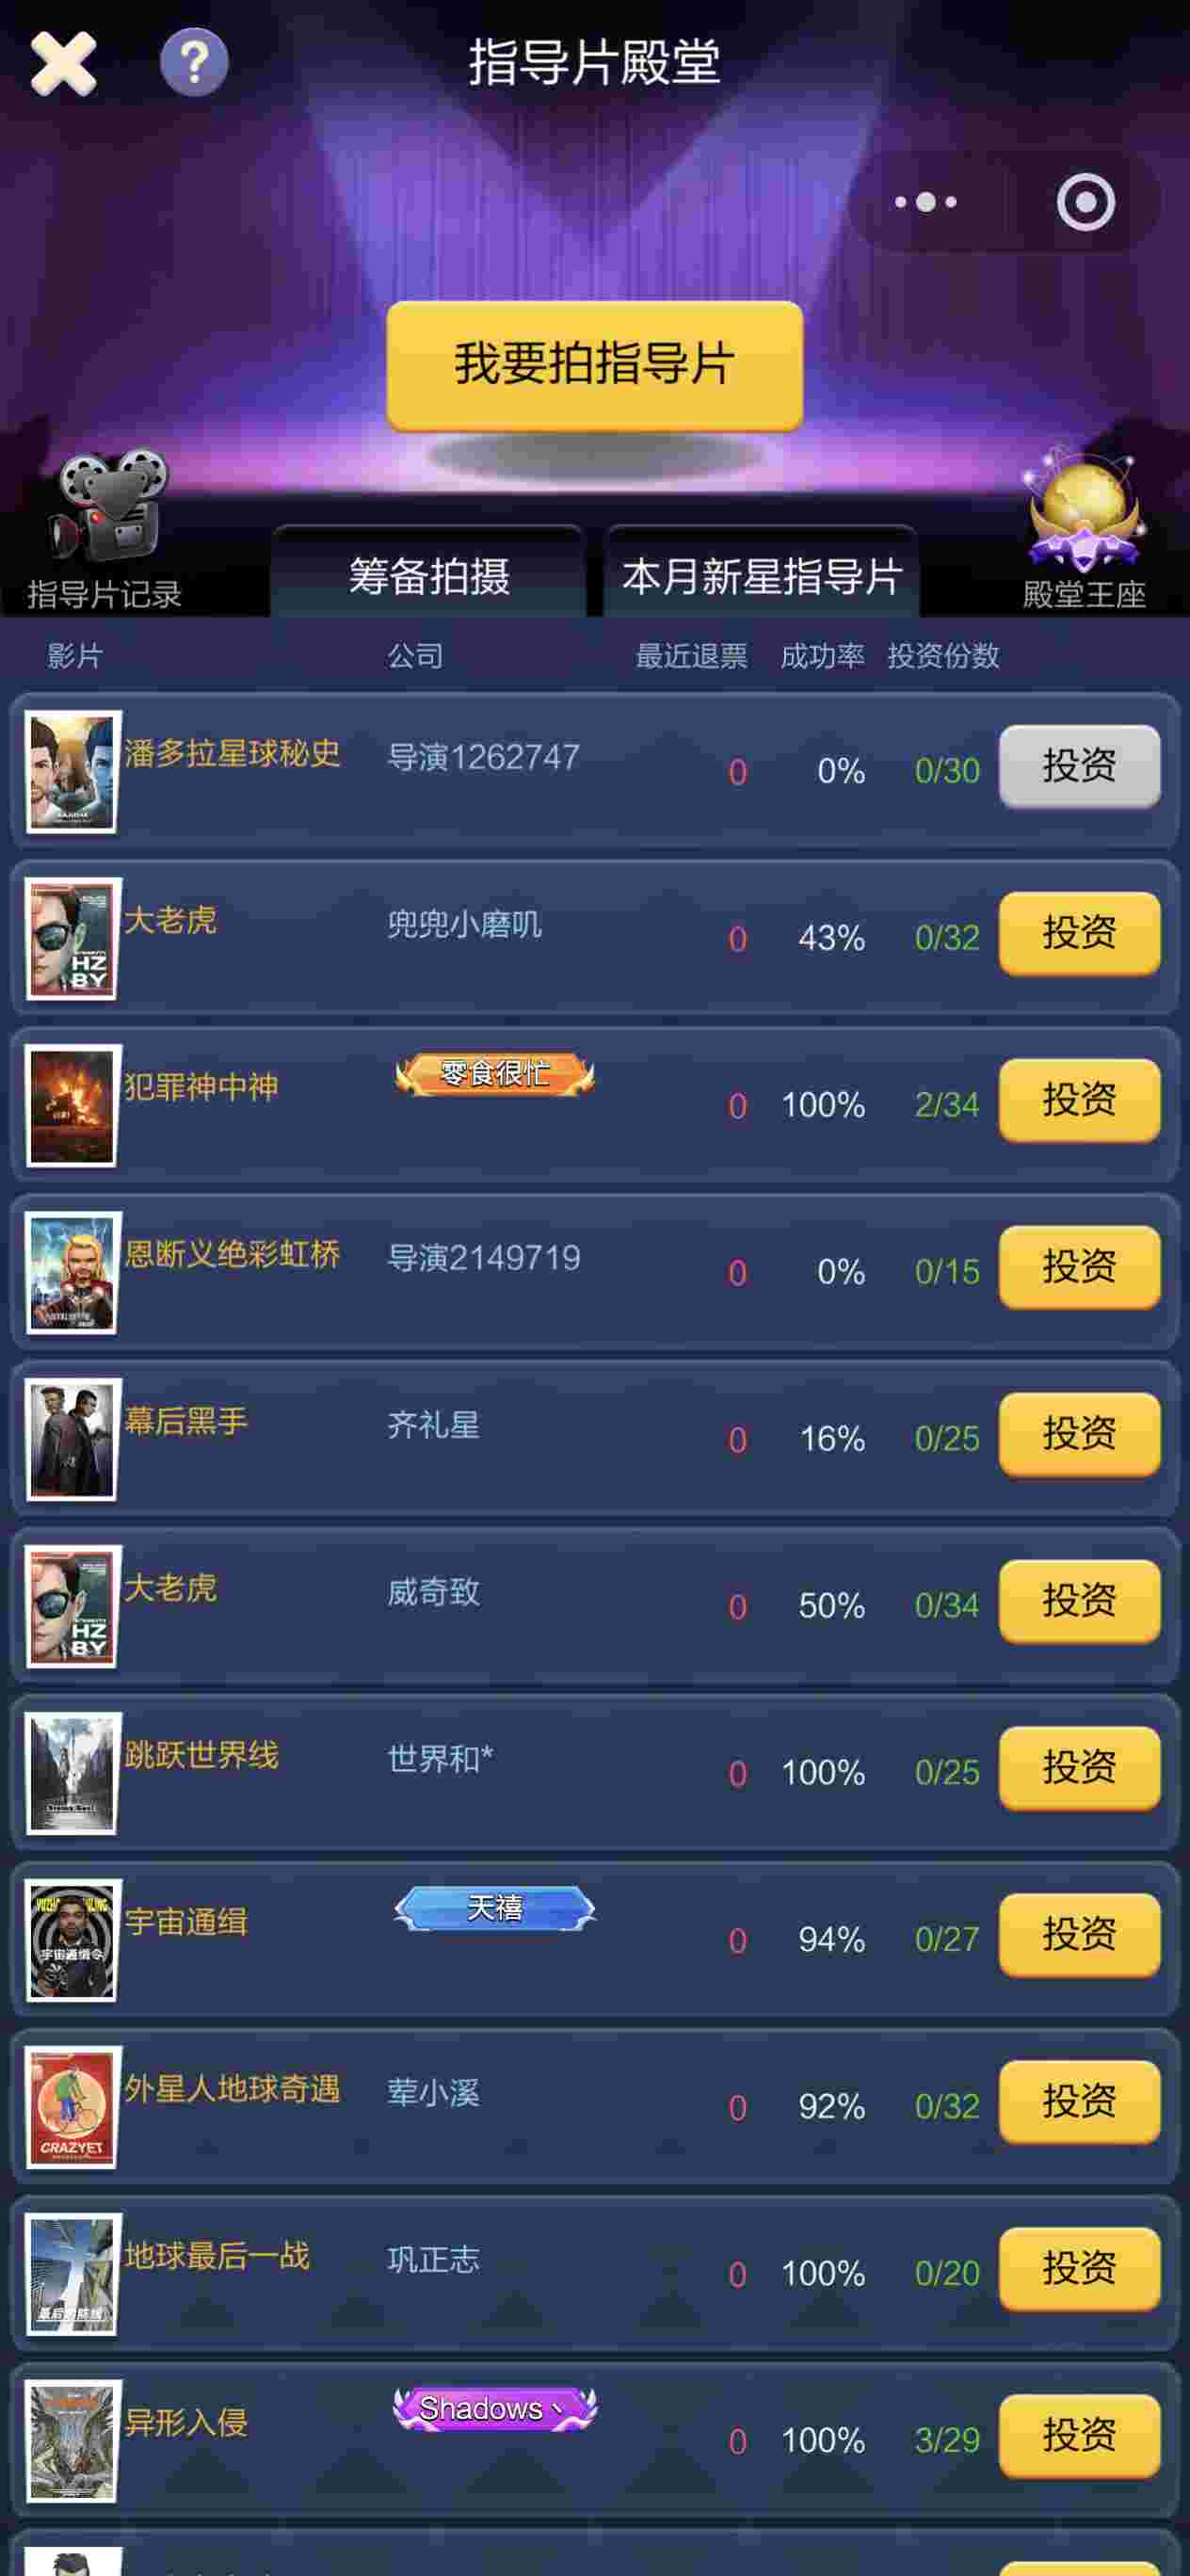 指导片殿堂
我要拍指导片
指导片记录
筹备拍摄
本月新星指导片
殿堂王座
影片 公司 最近退票 成功率 投资份数
潘多拉星球秘史 导演1262747 0 0% 0/30 投资
大老虎 兜兜小磨叽 0 43% 0/32 投资
HZ
BY
犯罪神中神 零食很忙 0 100% 2/34 投资
恩断义绝彩虹桥 导演2149719 0 0% 0/15 投资
幕后黑手 齐礼星 0 16% 0/25 投资
大老虎 威奇致 0 50% 0/34 投资
HZ
BY
跳跃世界线 世界和* 0 100% 0/25 投资
宇宙通缉 天禧 0 94% 0/27 投资
宇宙通缉令
外星人地球奇遇 荤小溪 0 92% 0/32 投资
CRAZYET
地球最后一战 巩正志 0 100% 0/20 投资
异形入侵 Shadows丶 0 100% 3/29 投资